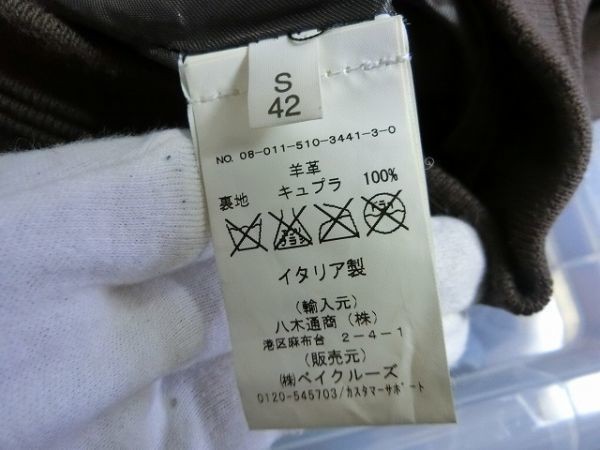 S
42
NO. 08-011-510-3441-3-0
羊革
裏地 キュプラ 100%
イタリア製
(輸入元)
八木通商 (株)
港区麻布台 2-4-1
(販売元)
㈱ベイクルーズ
0120-545703/カスタマーサポート